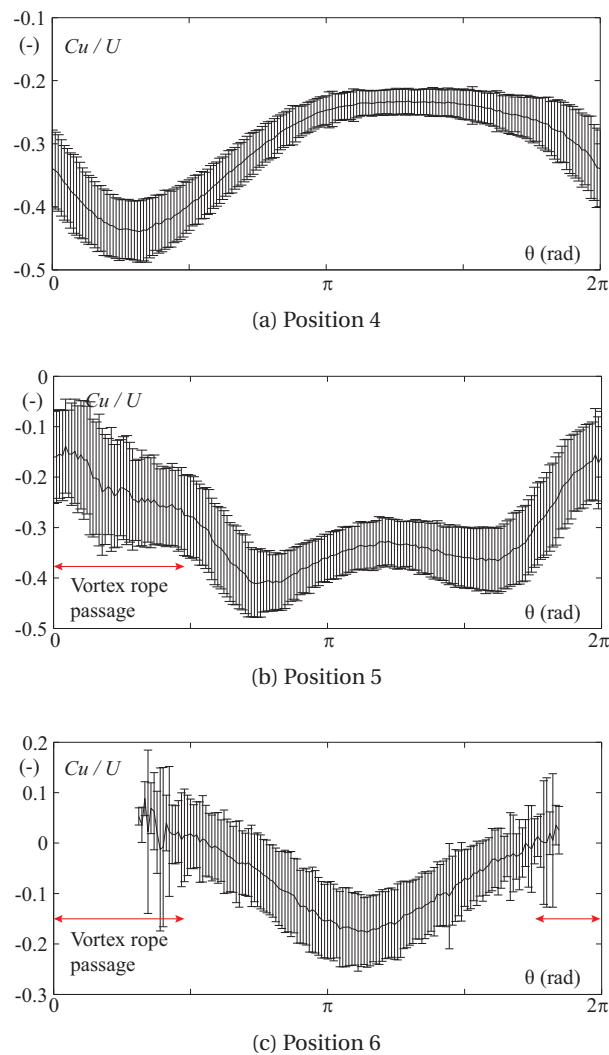 -0.1
(-)
Cu / U
-0.2
-0.3
-0.4
θ (rad)
-0.5
0
π
2π
(a) Position 4
0
(-)
Cu / U
-0.1
-0.2
-0.3
-0.4
Vortex rope
passage
θ (rad)
-0.5
0
π
2π
(b) Position 5
0.2
(-)
Cu / U
0.1
0
-0.1
-0.2
Vortex rope
passage
θ (rad)
-0.3
0
π
2π
(c) Position 6